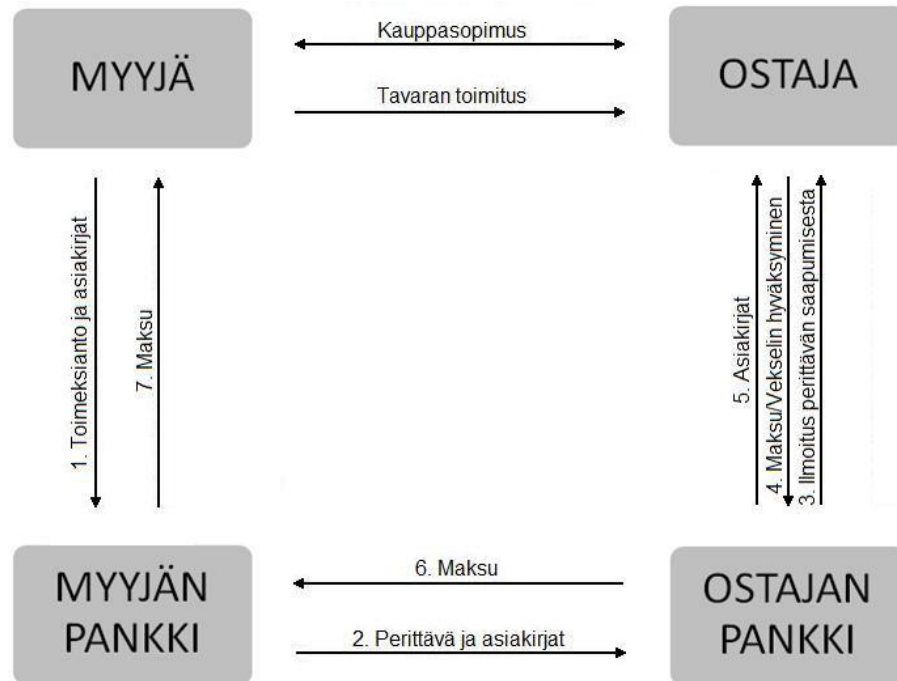 MYYJÄ
Kauppasopimus
Tavaran toimitus
OSTAJA
1. Toimeksianto ja asiakirjat
7. Maksu
5. Asiakirjat
4. Maksu/Vekselin hyväksyminen
3. Ilmoitus perittävän saapumisesta
MYYJÄN
PANKKI
6. Maksu
2. Perittävä ja asiakirjat
OSTAJAN
PANKKI